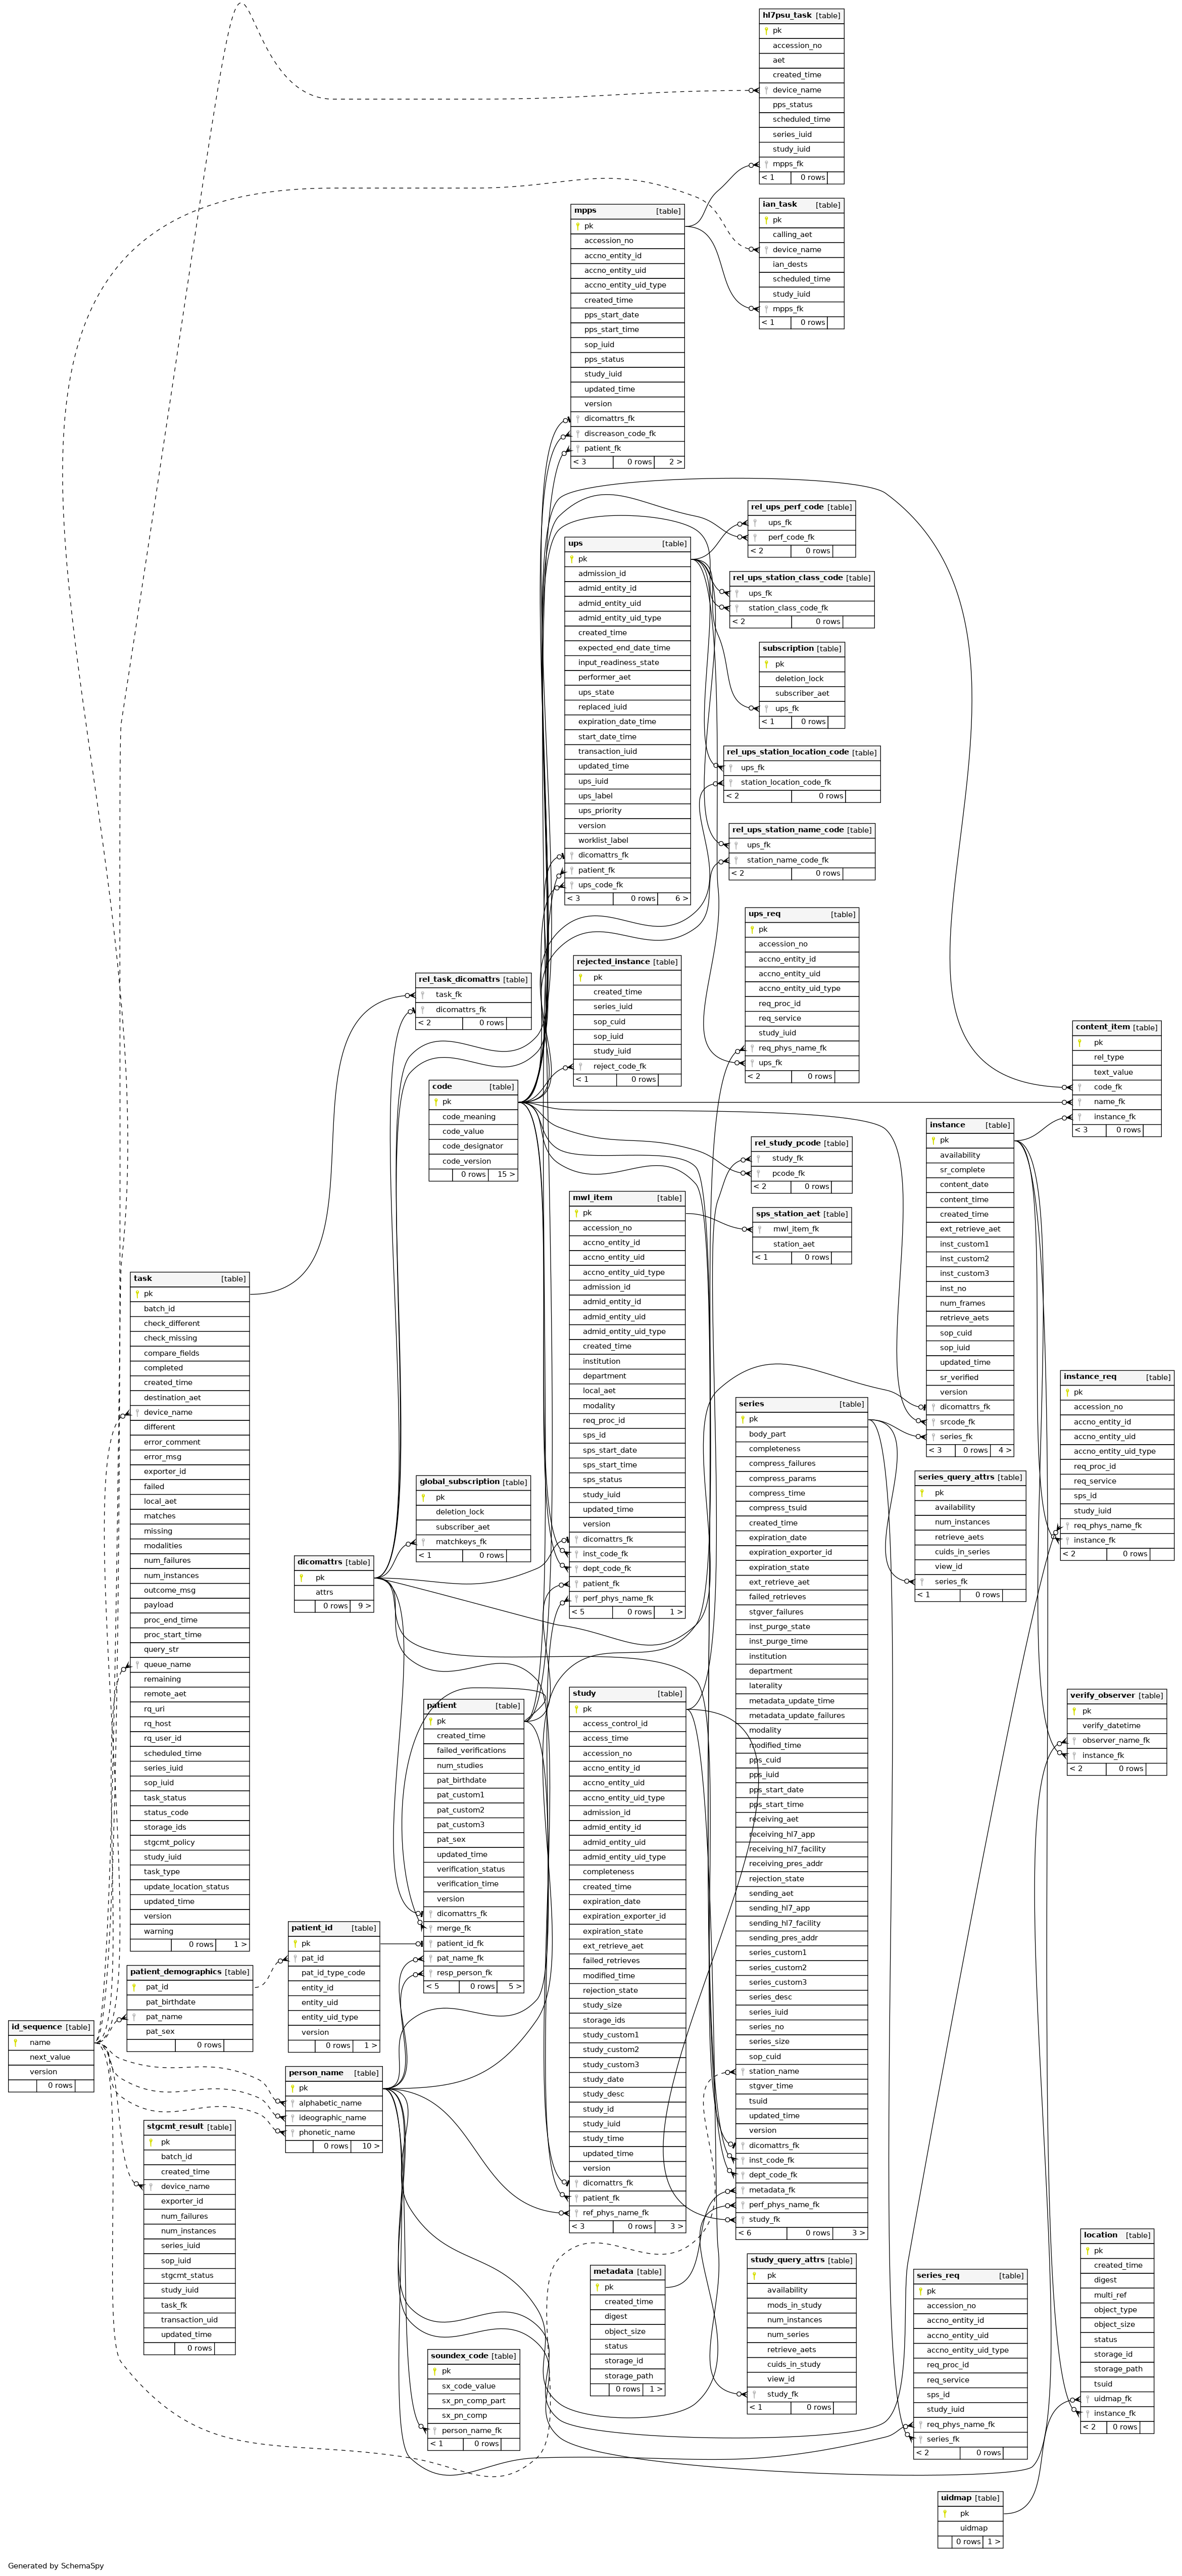 hl7psu_task [table]
pk
accession_no
aet
created_time
device_name
pps_status
scheduled_time
series_iuid
study_iuid
mpps_fk
< 1 0 rows
ian_task [table]
pk
calling_aet
device_name
ian_dests
scheduled_time
study_iuid
mpps_fk
< 1 0 rows
mpps [table]
pk
accession_no
accno_entity_id
accno_entity_uid
accno_entity_uid_type
created_time
pps_start_date
pps_start_time
sop_iuid
pps_status
study_iuid
updated_time
version
dicomattrs_fk
discreason_code_fk
patient_fk
< 3 0 rows 2 >
rel_ups_perf_code [table]
ups_fk
perf_code_fk
< 2 0 rows
ups [table]
pk
admission_id
admid_entity_id
admid_entity_uid
admid_entity_uid_type
created_time
expected_end_date_time
input_readiness_state
performer_aet
ups_state
replaced_iuid
expiration_date_time
start_date_time
transaction_iuid
updated_time
ups_iuid
ups_label
ups_priority
version
worklist_label
dicomattrs_fk
patient_fk
ups_code_fk
< 3 0 rows 6 >
rel_ups_station_class_code [table]
ups_fk
station_class_code_fk
< 2 0 rows
subscription [table]
pk
deletion_lock
subscriber_aet
ups_fk
< 1 0 rows
rel_ups_station_location_code [table]
ups_fk
station_location_code_fk
< 2 0 rows
rel_ups_station_name_code [table]
ups_fk
station_name_code_fk
< 2 0 rows
ups_req [table]
pk
accession_no
accno_entity_id
accno_entity_uid
accno_entity_uid_type
req_proc_id
req_service
study_iuid
req_phys_name_fk
ups_fk
< 2 0 rows
rejected_instance [table]
pk
created_time
series_iuid
sop_cuid
sop_iuid
study_iuid
reject_code_fk
< 1 0 rows
rel_task_dicomattrs [table]
task_fk
dicomattrs_fk
< 2 0 rows
content_item [table]
pk
rel_type
text_value
code_fk
name_fk
instance_fk
< 3 0 rows
code [table]
pk
code_meaning
code_value
code_designator
code_version
0 rows 15 >
instance [table]
pk
availability
sr_complete
content_date
content_time
created_time
ext_retrieve_aet
inst_custom1
inst_custom2
inst_custom3
inst_no
num_frames
retrieve_aets
sop_cuid
sop_iuid
updated_time
sr_verified
version
dicomattrs_fk
srcode_fk
series_fk
< 3 0 rows 4 >
rel_study_pcode [table]
study_fk
pcode_fk
< 2 0 rows
sps_station_aet [table]
mwl_item_fk
station_aet
< 1 0 rows
mwl_item [table]
pk
accession_no
accno_entity_id
accno_entity_uid
accno_entity_uid_type
admission_id
admid_entity_id
admid_entity_uid
admid_entity_uid_type
created_time
institution
department
local_aet
modality
req_proc_id
sps_id
sps_start_date
sps_start_time
sps_status
study_iuid
updated_time
version
dicomattrs_fk
inst_code_fk
dept_code_fk
patient_fk
perf_phys_name_fk
< 5 0 rows 1 >
task [table]
pk
batch_id
check_different
check_missing
compare_fields
completed
created_time
destination_aet
device_name
different
error_comment
error_msg
exporter_id
failed
local_aet
matches
missing
modalities
num_failures
num_instances
outcome_msg
payload
proc_end_time
proc_start_time
query_str
queue_name
remaining
remote_aet
rq_uri
rq_host
rq_user_id
scheduled_time
series_iuid
sop_iuid
task_status
status_code
storage_ids
stgcmt_policy
study_iuid
task_type
update_location_status
updated_time
version
warning
0 rows 1 >
instance_req [table]
pk
accession_no
accno_entity_id
accno_entity_uid
accno_entity_uid_type
req_proc_id
req_service
sps_id
study_iuid
req_phys_name_fk
instance_fk
< 2 0 rows
series [table]
pk
body_part
completeness
compress_failures
compress_params
compress_time
compress_tsuid
created_time
expiration_date
expiration_exporter_id
expiration_state
ext_retrieve_aet
failed_retrieves
stgver_failures
inst_purge_state
inst_purge_time
institution
department
laterality
metadata_update_time
metadata_update_failures
modality
modified_time
pps_cuid
pps_iuid
pps_start_date
pps_start_time
receiving_aet
receiving_hl7_app
receiving_hl7_facility
receiving_pres_addr
rejection_state
sending_aet
sending_hl7_app
sending_hl7_facility
sending_pres_addr
series_custom1
series_custom2
series_custom3
series_desc
series_iuid
series_no
series_size
sop_cuid
station_name
stgver_time
tsuid
updated_time
version
dicomattrs_fk
inst_code_fk
dept_code_fk
metadata_fk
perf_phys_name_fk
study_fk
< 6 0 rows 3 >
series_query_attrs [table]
pk
availability
num_instances
retrieve_aets
cuids_in_series
view_id
series_fk
< 1 0 rows
global_subscription [table]
pk
deletion_lock
subscriber_aet
matchkeys_fk
< 1 0 rows
dicomattrs [table]
pk
attrs
0 rows 9 >
patient [table]
pk
created_time
failed_verifications
num_studies
pat_birthdate
pat_custom1
pat_custom2
pat_custom3
pat_sex
updated_time
verification_status
verification_time
version
dicomattrs_fk
merge_fk
patient_id_fk
pat_name_fk
resp_person_fk
< 5 0 rows 5 >
study [table]
pk
access_control_id
access_time
accession_no
accno_entity_id
accno_entity_uid
accno_entity_uid_type
admission_id
admid_entity_id
admid_entity_uid
admid_entity_uid_type
completeness
created_time
expiration_date
expiration_exporter_id
expiration_state
ext_retrieve_aet
failed_retrieves
modified_time
rejection_state
study_size
storage_ids
study_custom1
study_custom2
study_custom3
study_date
study_desc
study_id
study_iuid
study_time
updated_time
version
dicomattrs_fk
patient_fk
ref_phys_name_fk
< 3 0 rows 3 >
verify_observer [table]
pk
verify_datetime
observer_name_fk
instance_fk
< 2 0 rows
patient_id [table]
pk
pat_id
pat_id_type_code
entity_id
entity_uid
entity_uid_type
version
0 rows 1 >
patient_demographics [table]
pat_id
pat_birthdate
pat_name
pat_sex
0 rows
id_sequence [table]
name
next_value
version
0 rows
person_name [table]
pk
alphabetic_name
ideographic_name
phonetic_name
0 rows 10 >
stgcmt_result [table]
pk
batch_id
created_time
device_name
exporter_id
num_failures
num_instances
series_iuid
sop_iuid
stgcmt_status
study_iuid
task_fk
transaction_uid
updated_time
0 rows
location [table]
pk
created_time
digest
multi_ref
object_type
object_size
status
storage_id
storage_path
tsuid
uidmap_fk
instance_fk
< 2 0 rows
study_query_attrs [table]
pk
availability
mods_in_study
num_instances
num_series
retrieve_aets
cuids_in_study
view_id
study_fk
< 1 0 rows
metadata [table]
pk
created_time
digest
object_size
status
storage_id
storage_path
0 rows 1 >
series_req [table]
pk
accession_no
accno_entity_id
accno_entity_uid
accno_entity_uid_type
req_proc_id
req_service
sps_id
study_iuid
req_phys_name_fk
series_fk
< 2 0 rows
soundex_code [table]
pk
sx_code_value
sx_pn_comp_part
sx_pn_comp
person_name_fk
< 1 0 rows
uidmap [table]
pk
uidmap
0 rows 1 >
Generated by SchemaSpy